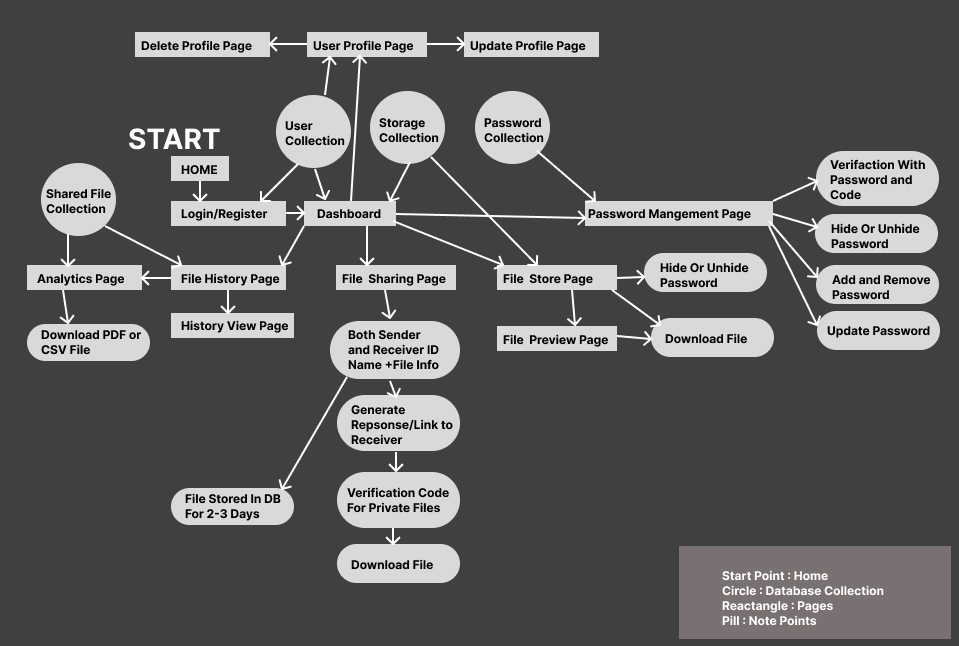 Delete Profile Page
User Profile Page
Update Profile Page
START
HOME
User
Collection
Storage
Collection
Password
Collection
Shared File
Collection
Login/Register
Dashboard
Password Mangement Page
Verifaction With
Password and
Code
Hide Or Unhide
Password
Add and Remove
Password
Update Password
Analytics Page
File History Page
File Sharing Page
File Store Page
Hide Or Unhide
Password
Download PDF or
CSV File
History View Page
Both Sender
and Receiver ID
Name +File Info
File Preview Page
Download File
Generate
Repsonse/Link to
Receiver
File Stored In DB
For 2-3 Days
Verification Code
For Private Files
Download File
Start Point : Home
Circle : Database Collection
Reactangle : Pages
Pill : Note Points